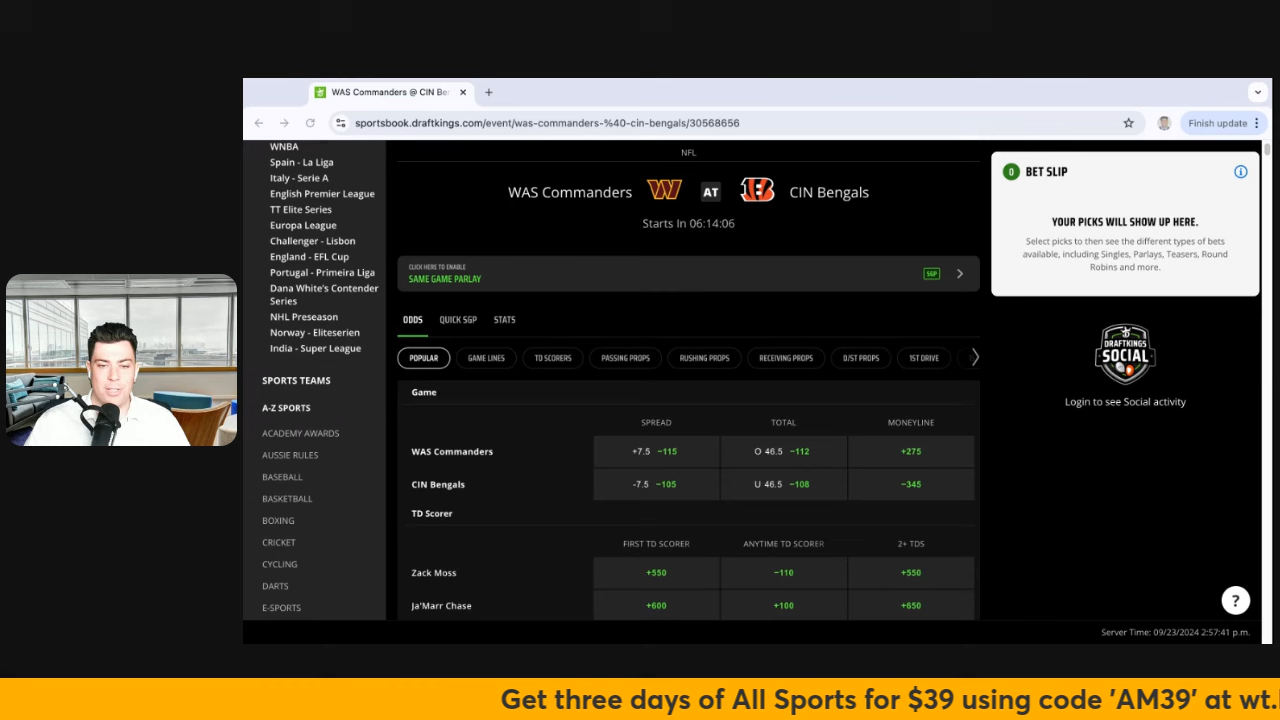 WAS Commanders @ CIN Be
sportsbook.draftkings.com/event/was-commanders-%40-cin-bengals/30568656
Finish update
WNBA
Spain - La Liga
Italy - Serie A
English Premier League
TT Elite Series
Europa League
Challenger - Lisbon
England - EFL Cup
Portugal - Primeira Liga
Dana White's Contender
Series
NHL Preseason
Norway - Eliteserien
India - Super League
SPORTS TEAMS
A-Z SPORTS
ACADEMY AWARDS
AUSSIE RULES
BASEBALL
BASKETBALL
BOXING
CRICKET
CYCLING
DARTS
E-SPORTS
NFL
WAS Commanders W AT B CIN Bengals
Starts In 06:14:06
CLICK HERE TO ENABLE
SAME GAME PARLAY SGP
ODDS QUICK SGP STATS
POPULAR GAME LINES TD SCORERS PASSING PROPS RUSHING PROPS RECEIVING PROPS D/ST PROPS 1ST DRIVE
Game
SPREAD TOTAL MONEYLINE
WAS Commanders +7.5 −115 O 46.5 −112 +275
CIN Bengals -7.5 −105 U 46.5 −108 −345
TD Scorer
FIRST TD SCORER ANYTIME TD SCORER 2+ TDS
Zack Moss +550 −110 +550
Ja'Marr Chase +600 +100 +650
0 BET SLIP
YOUR PICKS WILL SHOW UP HERE.
Select picks to then see the different types of bets
available, including Singles, Parlays, Teasers, Round
Robins and more.
DRAFTKINGS
SOCIAL
Login to see Social activity
?
Server Time: 09/23/2024 2:57:41 p.m.
Get three days of All Sports for $39 using code 'AM39' at wt.